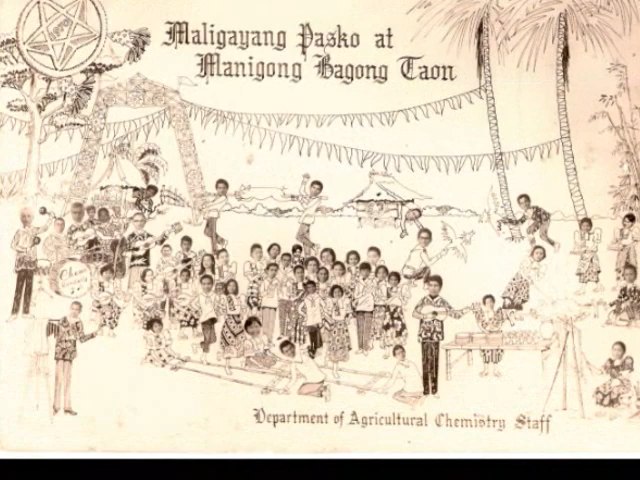 Maligayang Pasko at
Manigong Bagong Taon
Department of Agricultural Chemistry Staff